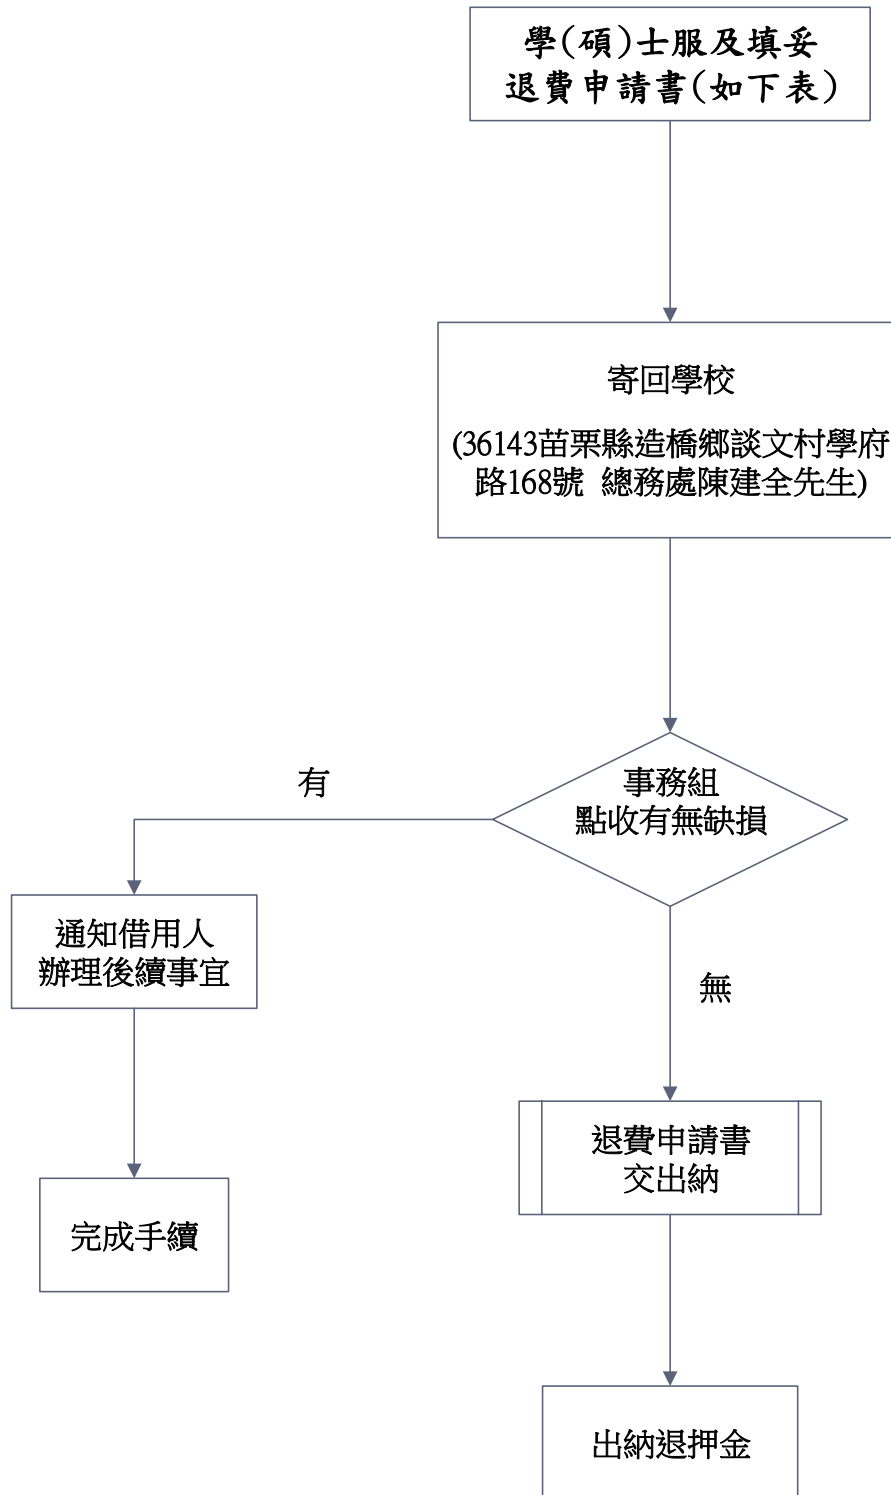 學(碩)士服及填妥
退費申請書(如下表)
寄回學校
(36143苗栗縣造橋鄉談文村學府
路168號 總務處陳建全先生)
事務組
點收有無缺損
有
通知借用人
辦理後續事宜
無
退費申請書
交出納
完成手續
出納退押金